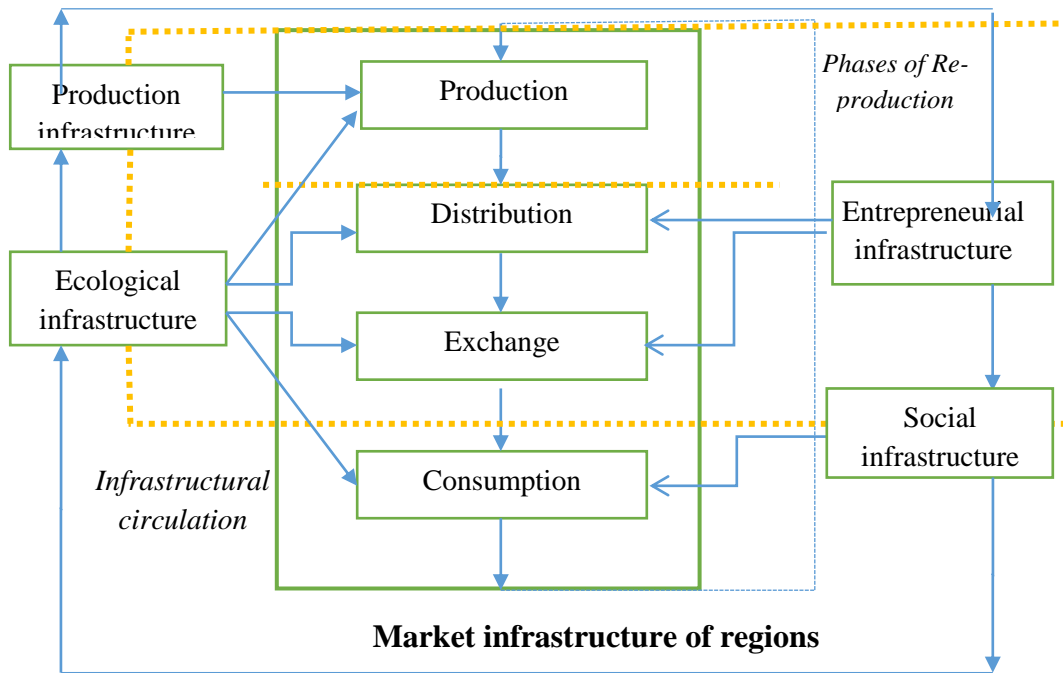 Production
infrastructure
Production
Phases of Re-
production
Distribution
Entrepreneurial
infrastructure
Ecological
infrastructure
Exchange
Social
infrastructure
Consumption
Infrastructural
circulation
Market infrastructure of regions